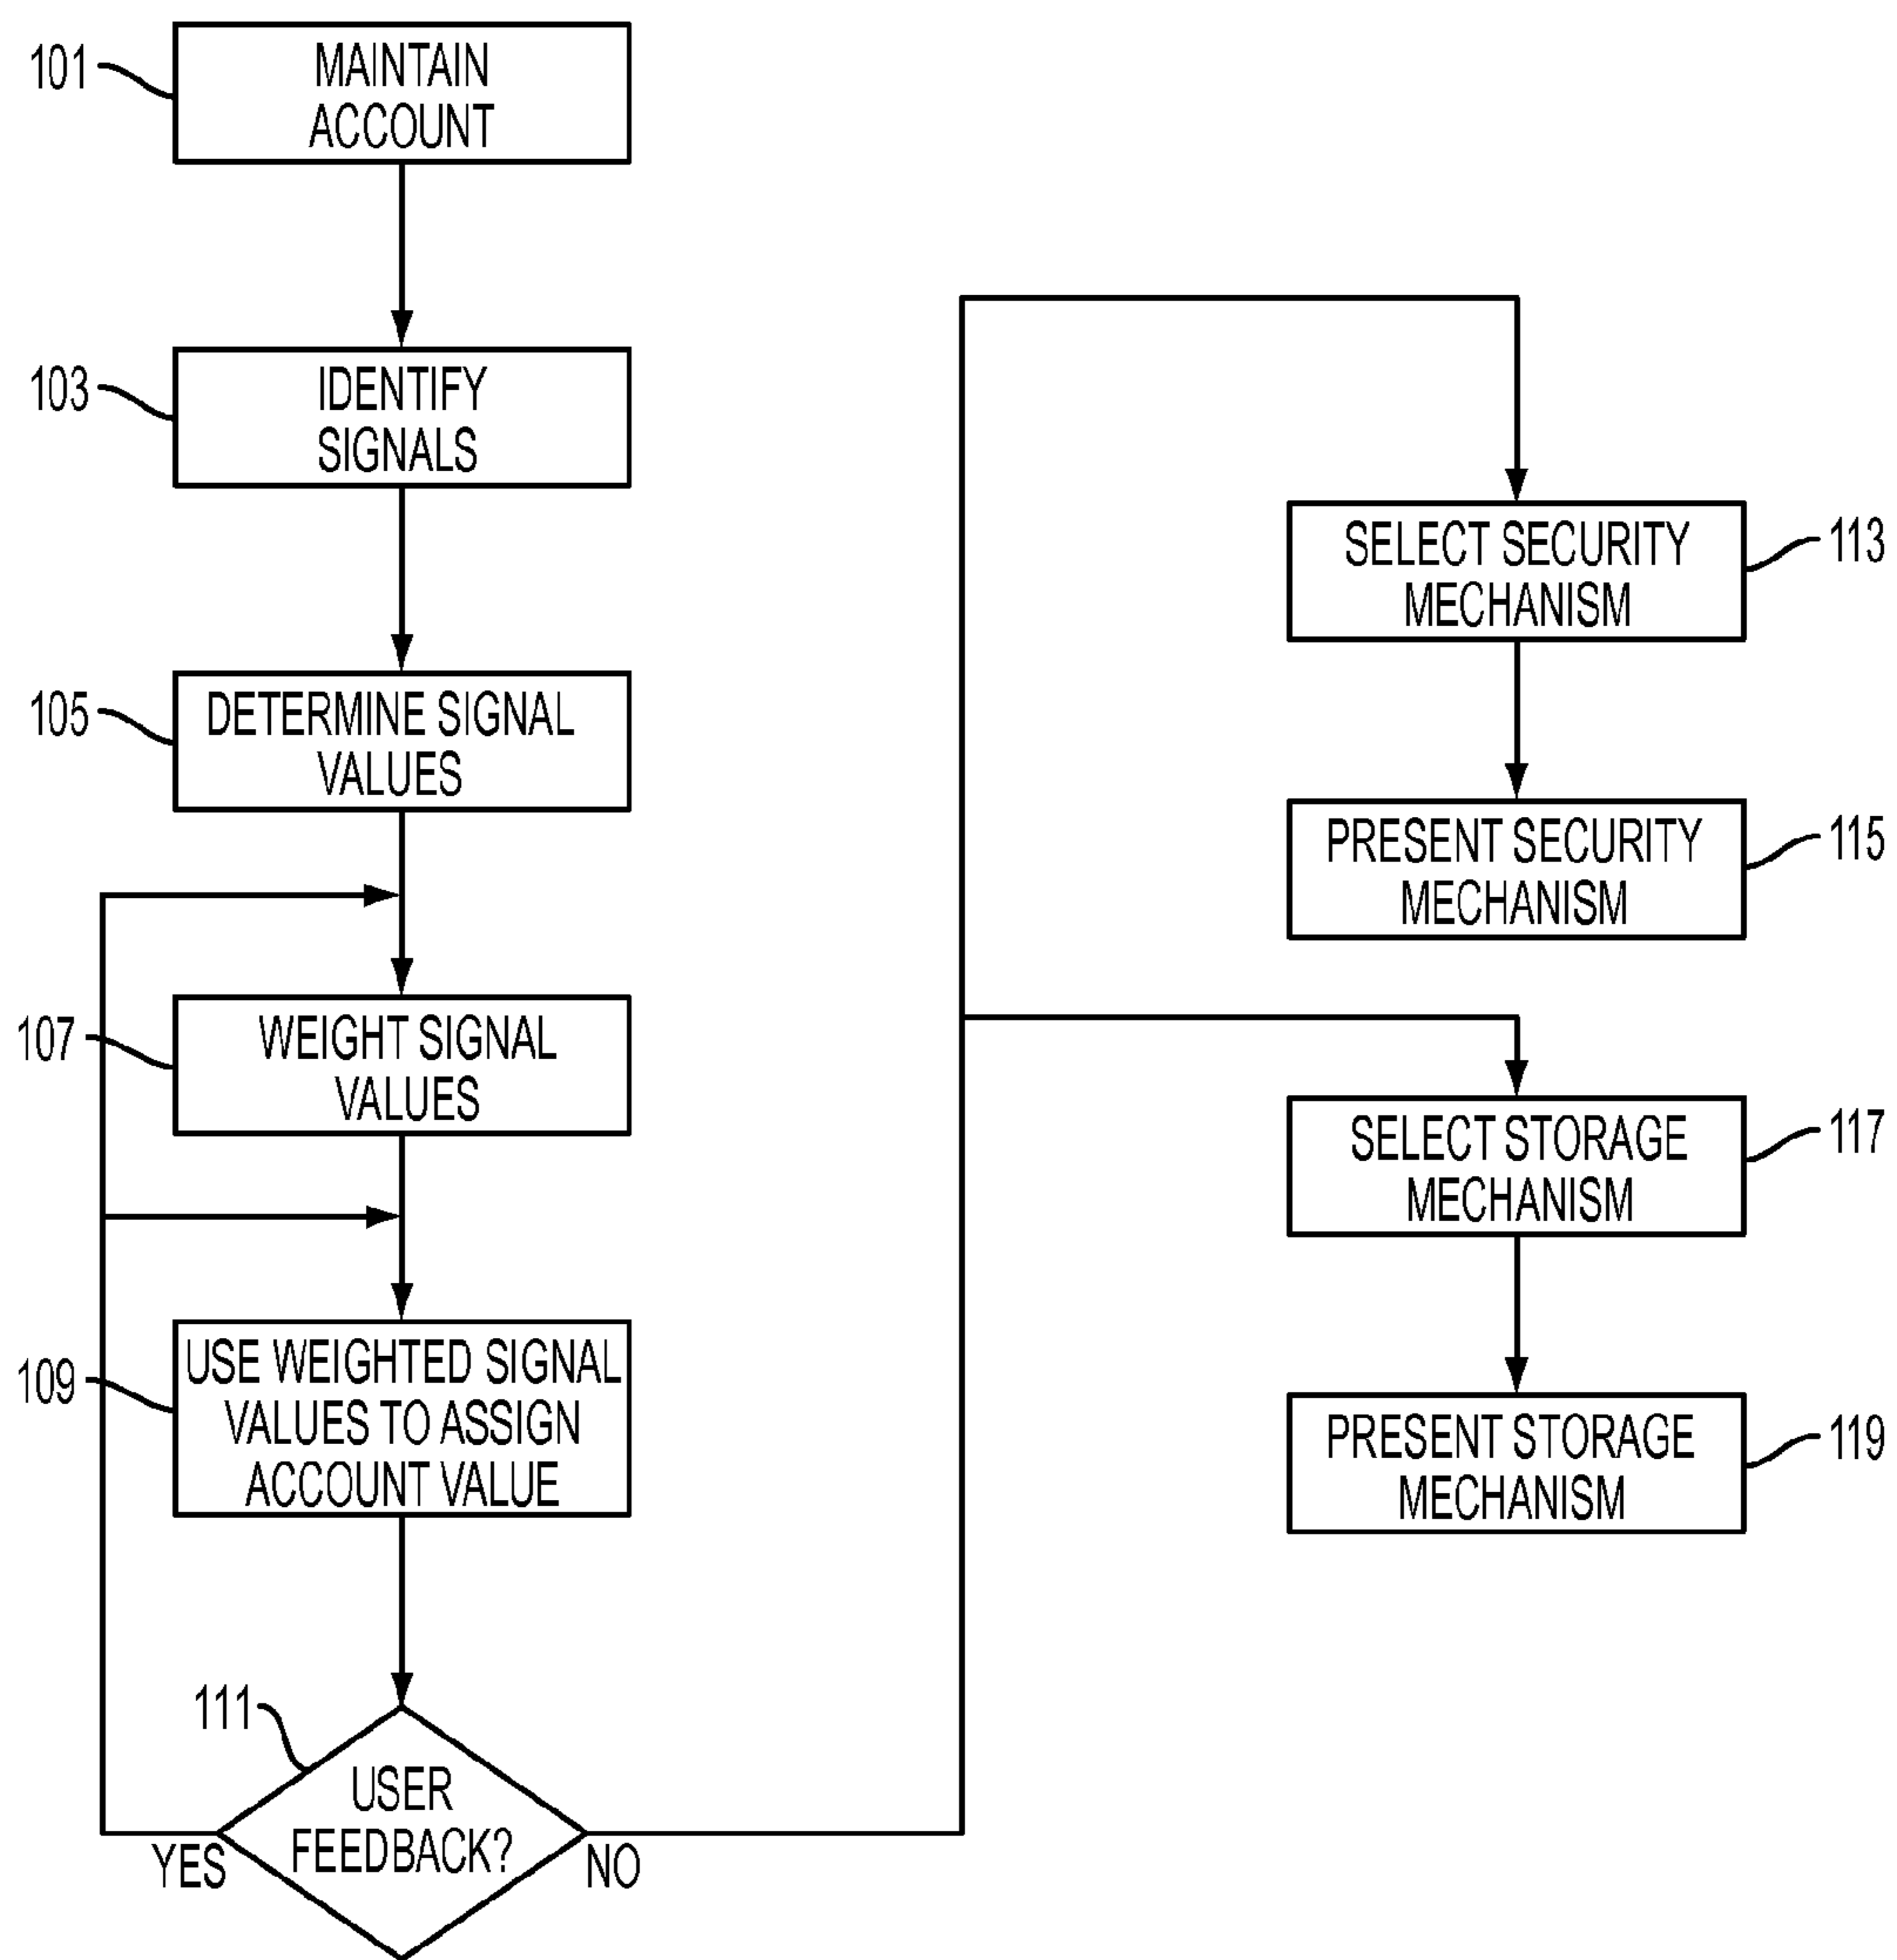 101
MAINTAIN
ACCOUNT
103
IDENTIFY
SIGNALS
105
DETERMINE SIGNAL
VALUES
107
WEIGHT SIGNAL
VALUES
109
USE WEIGHTED SIGNAL
VALUES TO ASSIGN
ACCOUNT VALUE
111
USER
FEEDBACK?
YES
NO
SELECT SECURITY
MECHANISM
113
PRESENT SECURITY
MECHANISM
115
SELECT STORAGE
MECHANISM
117
PRESENT STORAGE
MECHANISM
119